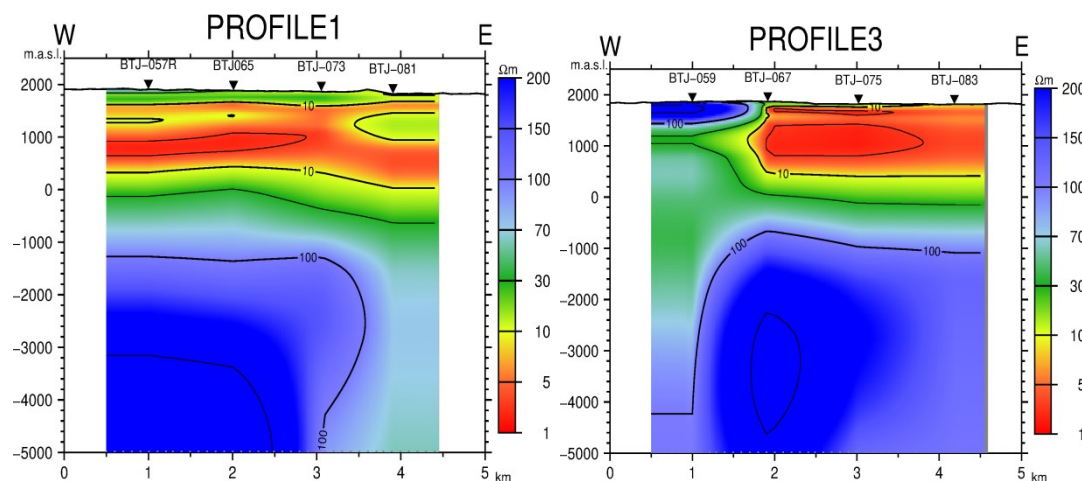 PROFILE1
W E
m.a.s.l.
BTJ-057R BTJ065 BTJ-073 BTJ-081
2000
1000
0
-1000
-2000
-3000
-4000
-5000
10
10
100
100
0 1 2 3 4 5
km
Ωm
200
150
100
70
30
10
5
1
PROFILE3
W E
m.a.s.l.
BTJ-059 BTJ-067 BTJ-075 BTJ-083
2000
1000
0
-1000
-2000
-3000
-4000
-5000
100
10
10
100
100
0 1 2 3 4 5
km
Ωm
200
150
100
70
30
10
5
1